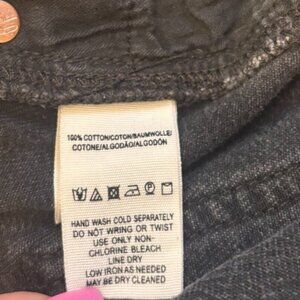 100% COTTON/COTON/BAUMWOLLE/
COTONE/ALGODÃO/ALGODÓN
HAND WASH COLD SEPARATELY
DO NOT WRING OR TWIST
USE ONLY NON-
CHLORINE BLEACH
LINE DRY
LOW IRON AS NEEDED
MAY BE DRY CLEANED